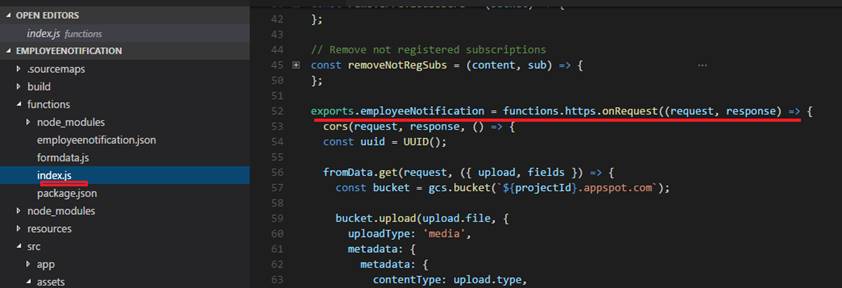 OPEN EDITORS
index.js functions
EMPLOYEENOTIFICATION
.sourcemaps
build
functions
node_modules
employeenotification.json
formdata.js
index.js
package.json
node_modules
resources
src
app
assets
42 };
43
44 // Remove not registered subscriptions
45 const removeNotRegSubs = (content, sub) => { ...
50 };
51
52 exports.employeeNotification = functions.https.onRequest((request, response) => {
53 cors(request, response, () => {
54 const uuid = UUID();
55
56 fromData.get(request, ({ upload, fields }) => {
57 const bucket = gcs.bucket(`${projectId}.appspot.com`);
58
59 bucket.upload(upload.file, {
60 uploadType: 'media',
61 metadata: {
62 metadata: {
63 contentType: upload.type,